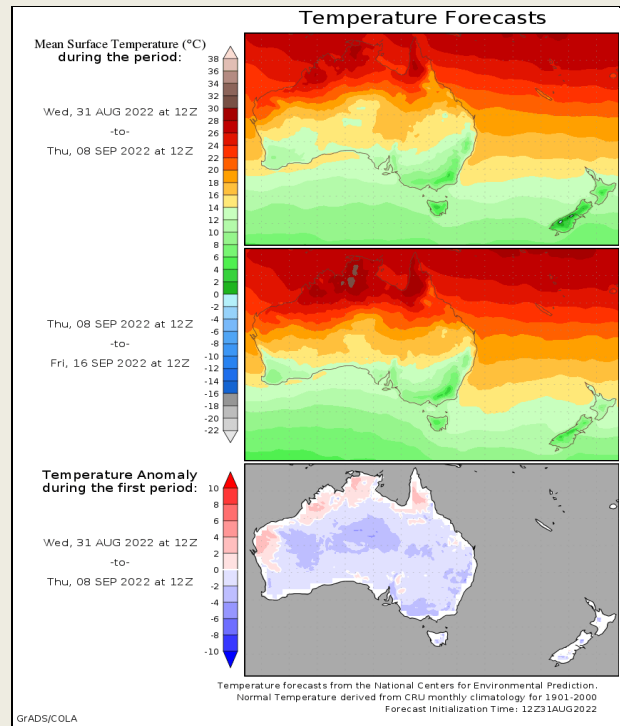 Temperature Forecasts
Mean Surface Temperature (°C)
during the period:
38
36
34
32
30
28
26
24
22
20
18
16
14
12
10
8
6
4
2
0
-2
-4
-6
-8
-10
-12
-14
-16
-18
-20
-22
Wed, 31 AUG 2022 at 12Z
-to-
Thu, 08 SEP 2022 at 12Z
Thu, 08 SEP 2022 at 12Z
-to-
Fri, 16 SEP 2022 at 12Z
Temperature Anomaly
during the first period:
10
8
6
4
2
0
-2
-4
-6
-8
-10
Wed, 31 AUG 2022 at 12Z
-to-
Thu, 08 SEP 2022 at 12Z
Temperature forecasts from the National Centers for Environmental Prediction.
Normal Temperature derived from CRU monthly climatology for 1901-2000
Forecast Initialization Time: 12Z31AUG2022
GrADS/COLA